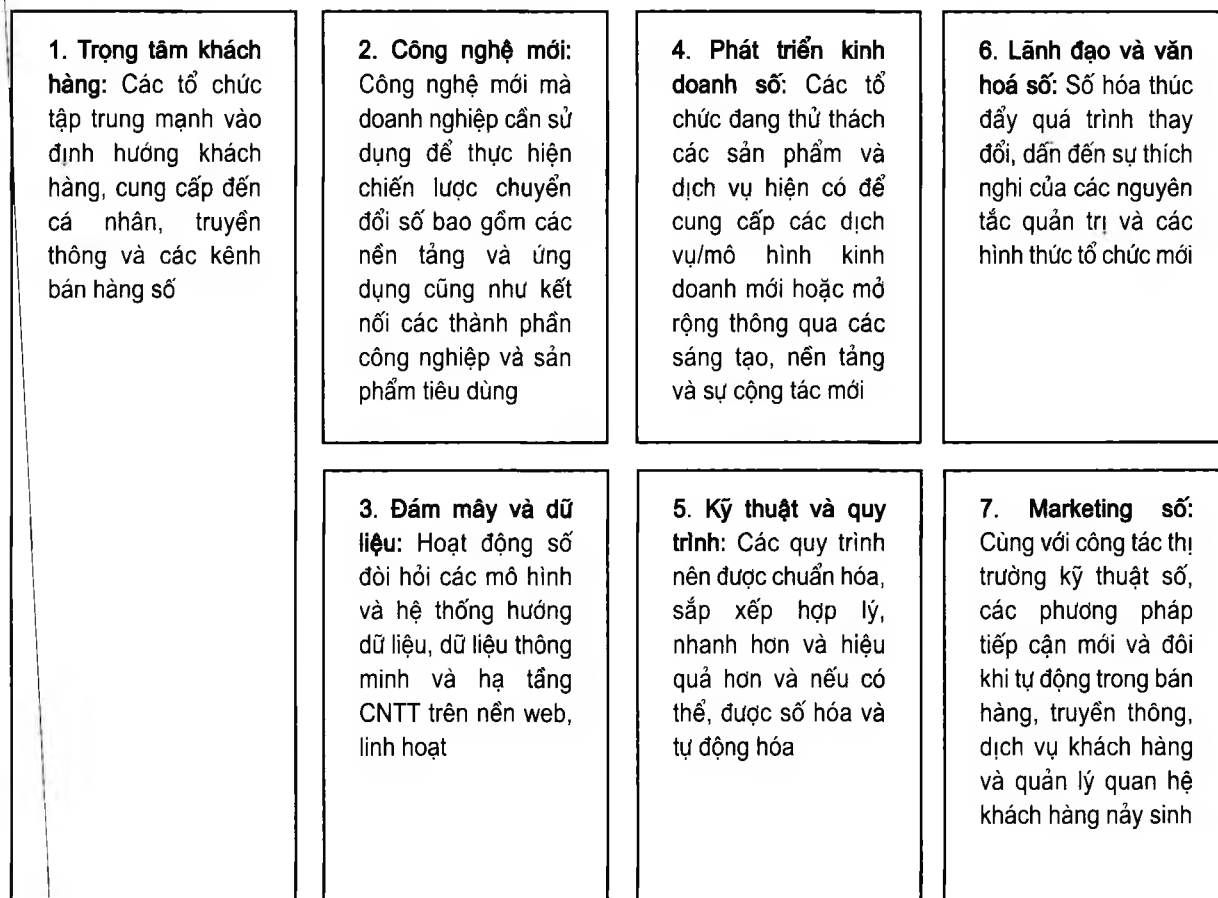 1. Trọng tâm khách
hàng: Các tổ chức
tập trung mạnh vào
định hướng khách
hàng, cung cấp đến
cá nhân, truyền
thông và các kênh
bán hàng số
2. Công nghệ mới:
Công nghệ mới mà
doanh nghiệp cần sử
dụng để thực hiện
chiến lược chuyển
đổi số bao gồm các
nền tảng và ứng
dụng cũng như kết
nối các thành phần
công nghiệp và sản
phẩm tiêu dùng
3. Đám mây và dữ
liệu: Hoạt động số
đòi hỏi các mô hình
và hệ thống hướng
dữ liệu, dữ liệu thông
minh và hạ tầng
CNTT trên nền web,
linh hoạt
4. Phát triển kinh
doanh số: Các tổ
chức đang thử thách
các sản phẩm và
dịch vụ hiện có để
cung cấp các dịch
vụ/mô hình kinh
doanh mới hoặc mở
rộng thông qua các
sáng tạo, nền tảng
và sự cộng tác mới
5. Kỹ thuật và quy
trình: Các quy trình
nên được chuẩn hóa,
sắp xếp hợp lý,
nhanh hơn và hiệu
quả hơn và nếu có
thể, được số hóa và
tự động hóa
6. Lãnh đạo và văn
hoá số: Số hóa thúc
đẩy quá trình thay
đổi, dẫn đến sự thích
nghi của các nguyên
tắc quản trị và các
hình thức tổ chức mới
7. Marketing số:
Cùng với công tác thị
trường kỹ thuật số,
các phương pháp
tiếp cận mới và đôi
khi tự động trong bán
hàng, truyền thông,
dịch vụ khách hàng
và quản lý quan hệ
khách hàng nảy sinh